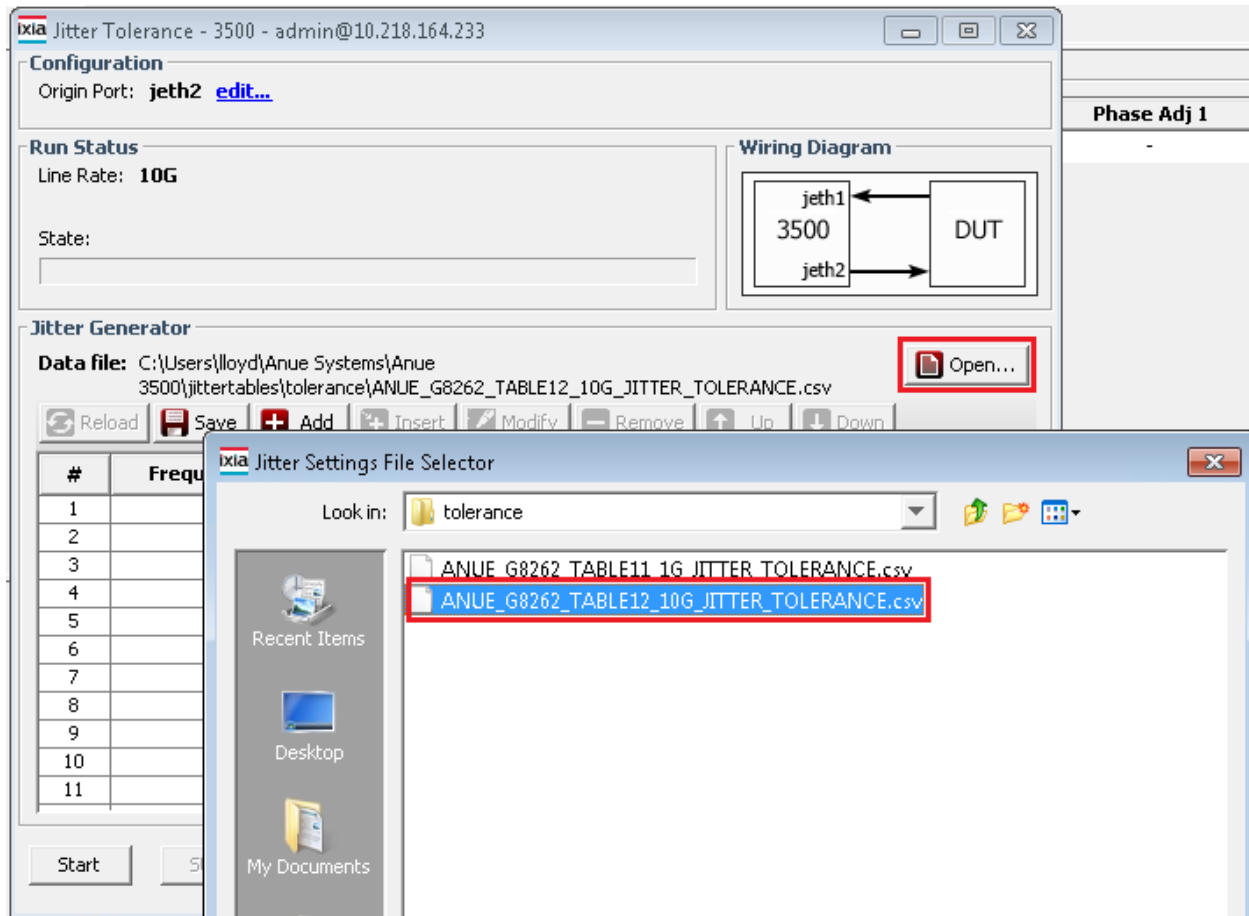 ixia Jitter Tolerance - 3500 - admin@10.218.164.233
Configuration
Origin Port: jeth2 edit...
Phase Adj 1
-
Run Status
Line Rate: 10G
State:
Wiring Diagram
jeth1
3500
DUT
jeth2
Jitter Generator
Data file: C:\Users\lloyd\Anue Systems\Anue
3500\jittertables\tolerance\ANUE_G8262_TABLE12_10G_JITTER_TOLERANCE.csv
Open...
Reload Save Add Insert Modify Remove Up Down
# Frequ
1
2
3
4
5
6
7
8
9
10
11
Start
ixia Jitter Settings File Selector
Look in: tolerance
ANUE_G8262_TABLE11_1G_JITTER_TOLERANCE.csv
ANUE_G8262_TABLE12_10G_JITTER_TOLERANCE.csv
Recent Items
Desktop
My Documents